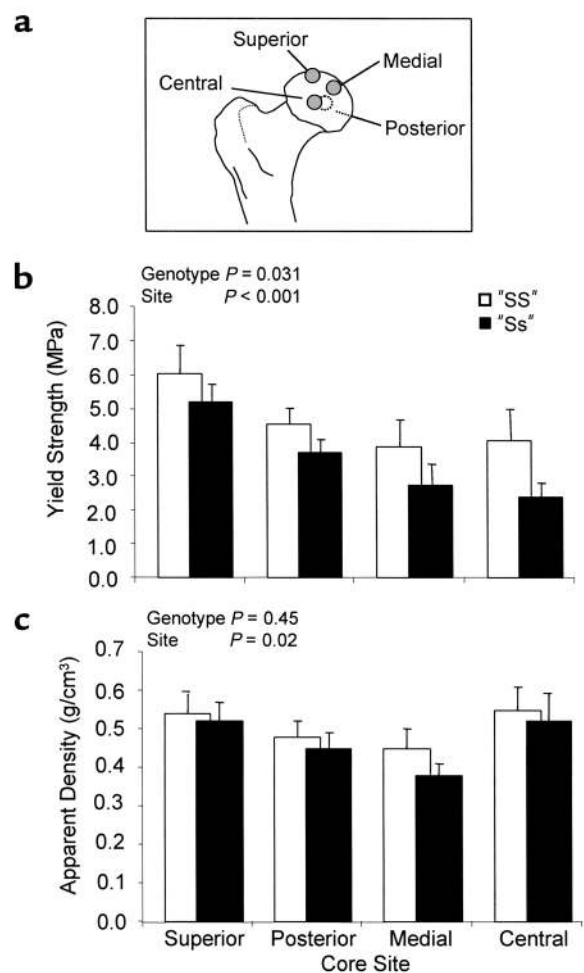 a
Superior
Medial
Central
Posterior
b
Genotype P = 0.031
Site P < 0.001
"SS"
"Ss"
Yield Strength (MPa)
8.0
7.0
6.0
5.0
4.0
3.0
2.0
1.0
0.0
c
Genotype P = 0.45
Site P = 0.02
Apparent Density (g/cm³)
0.7
0.6
0.5
0.4
0.3
0.2
0.1
0.0
Superior Posterior Medial Central
Core Site